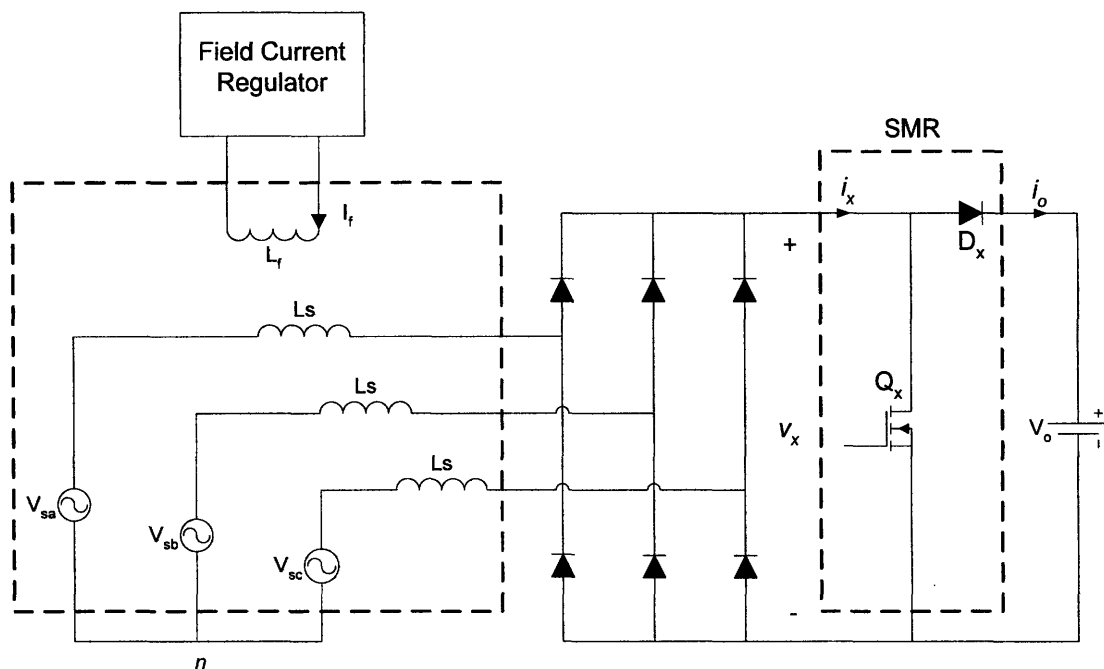 Field Current
Regulator
SMR
I_f
L_f
i_x
i_o
+
D_x
Ls
Ls
Ls
Q_x
v_x
V_o
+
-
V_sa
V_sb
V_sc
-
n